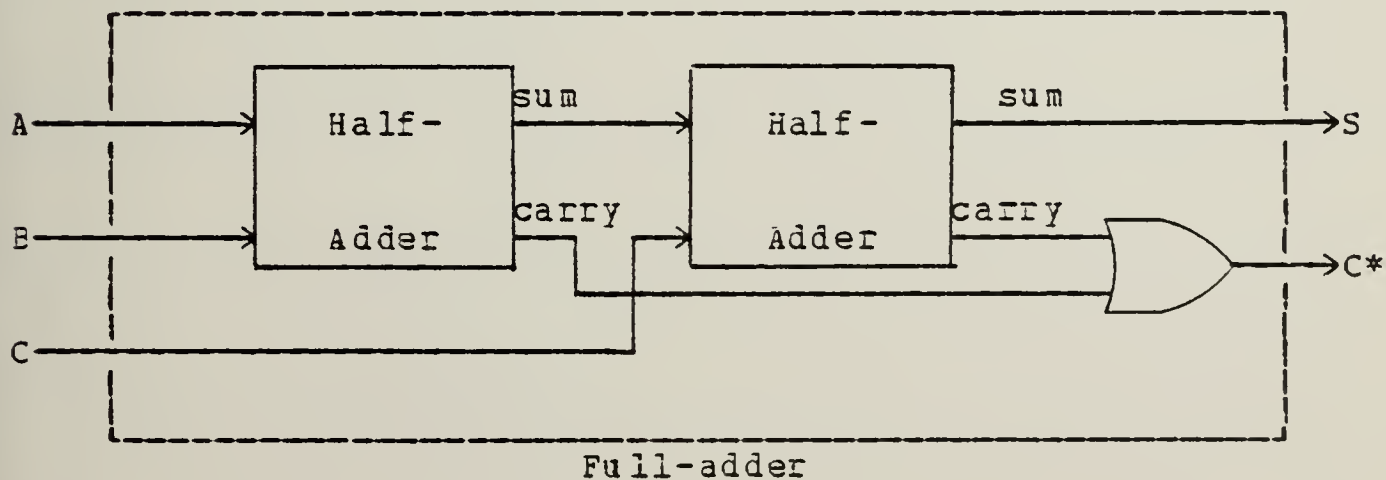 sum sum
A Half- Half- S
carry carry
B Adder Adder
C*
C
Full-adder